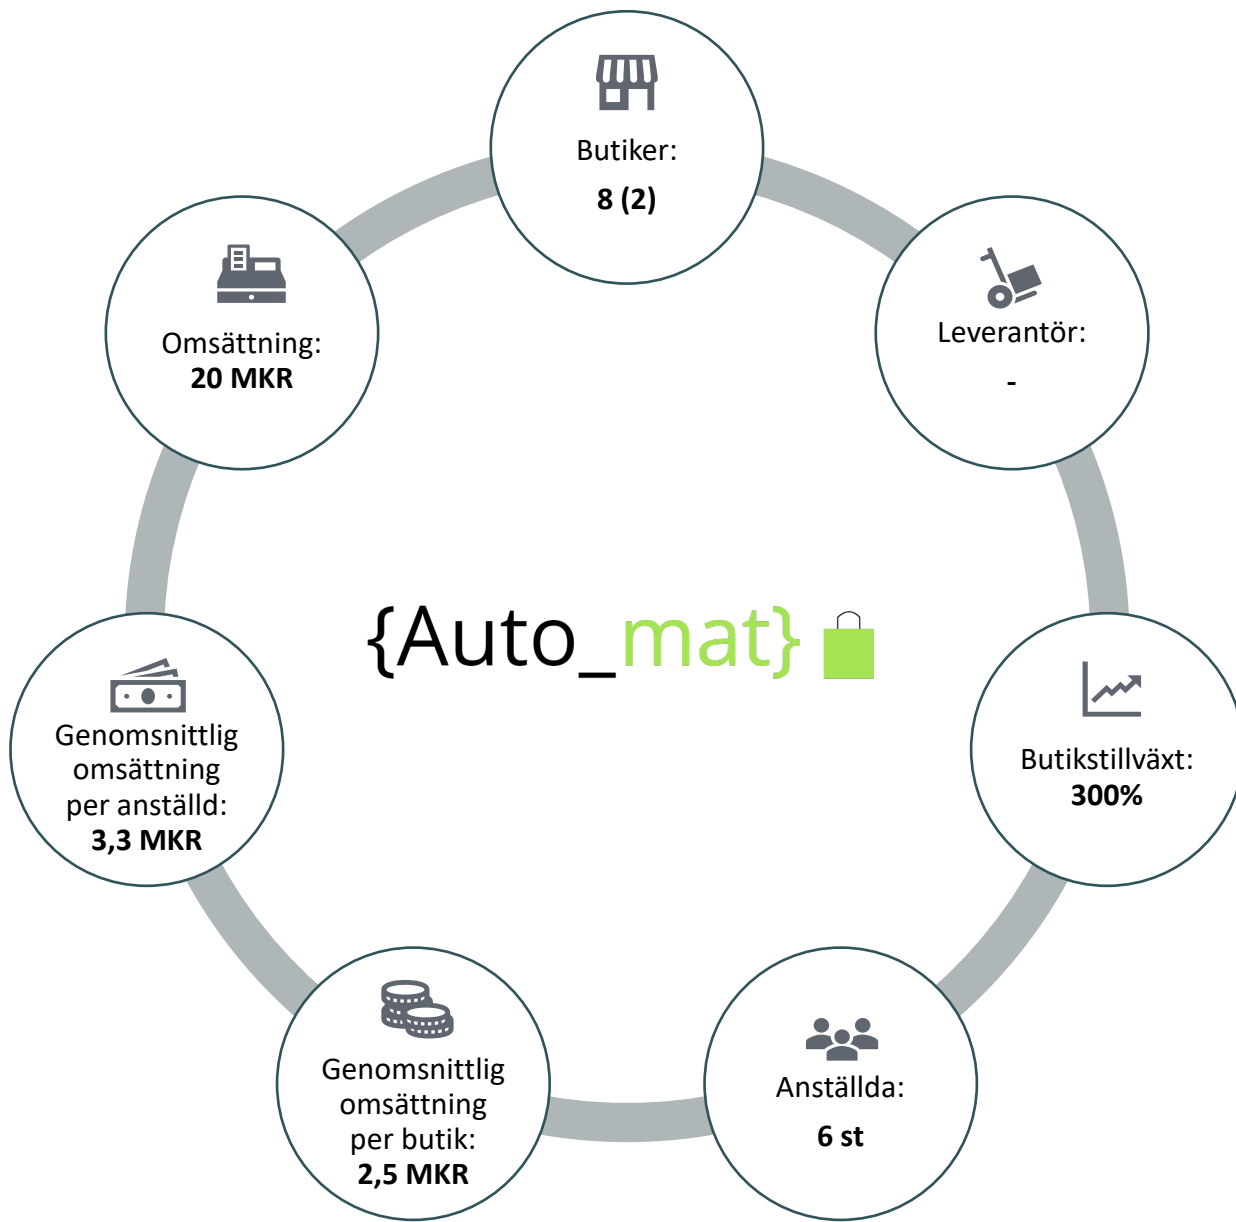 Butiker:
8 (2)
Leverantör:
-
Butikstillväxt:
300%
Anställda:
6 st
Genomsnittlig
omsättning
per butik:
2,5 MKR
Genomsnittlig
omsättning
per anställd:
3,3 MKR
Omsättning:
20 MKR
{Auto_mat}